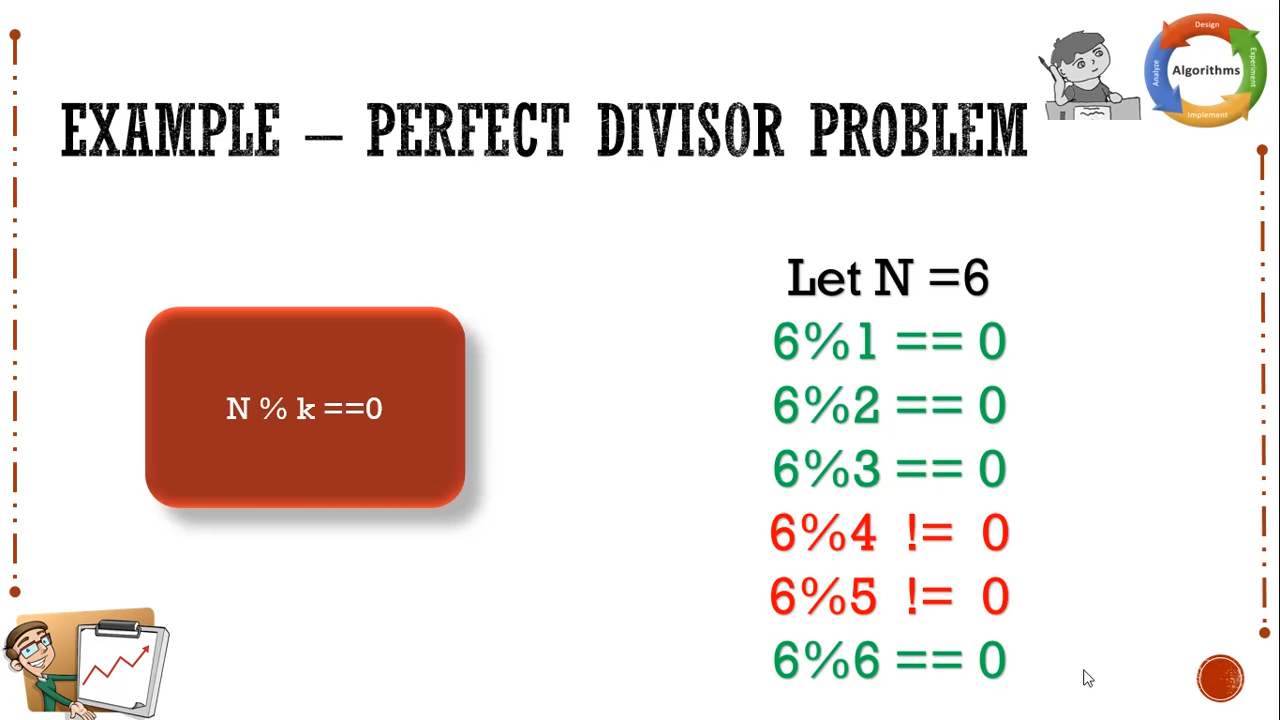 Design
Experiment
Analyze
Algorithms
Implement
EXAMPLE – PERFECT DIVISOR PROBLEM
N % k ==0
Let N =6
6%1 == 0
6%2 == 0
6%3 == 0
6%4 != 0
6%5 != 0
6%6 == 0